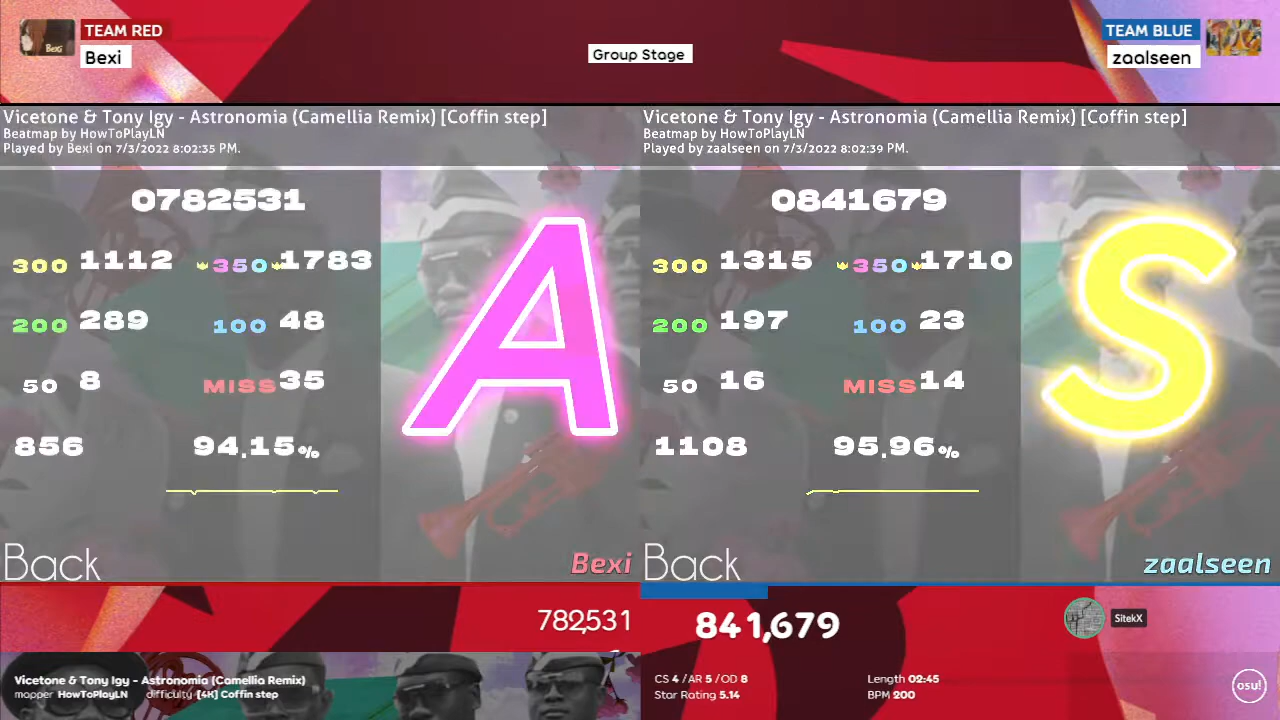 TEAM RED
Bexi
Bexi
Group Stage
TEAM BLUE
zaalseen
Vicetone & Tony Igy - Astronomia (Camellia Remix) [Coffin step]
Beatmap by HowToPlayLN
Played by Bexi on 7/3/2022 8:02:35 PM.
0782531
300 1112 350 1783
200 289 100 48
50 8 MISS 35
856 94.15%
A
Back
Bexi
Vicetone & Tony Igy - Astronomia (Camellia Remix) [Coffin step]
Beatmap by HowToPlayLN
Played by zaalseen on 7/3/2022 8:02:39 PM.
0841679
300 1315 350 1710
200 197 100 23
50 16 MISS 14
1108 95.96%
S
Back
zaalseen
782,531
841,679
SitekX
Vicetone & Tony Igy - Astronomia (Camellia Remix)
mapper HowToPlayLN difficulty [4K] Coffin step
CS 4 / AR 5 / OD 8
Star Rating 5.14
Length 02:45
BPM 200
osu!